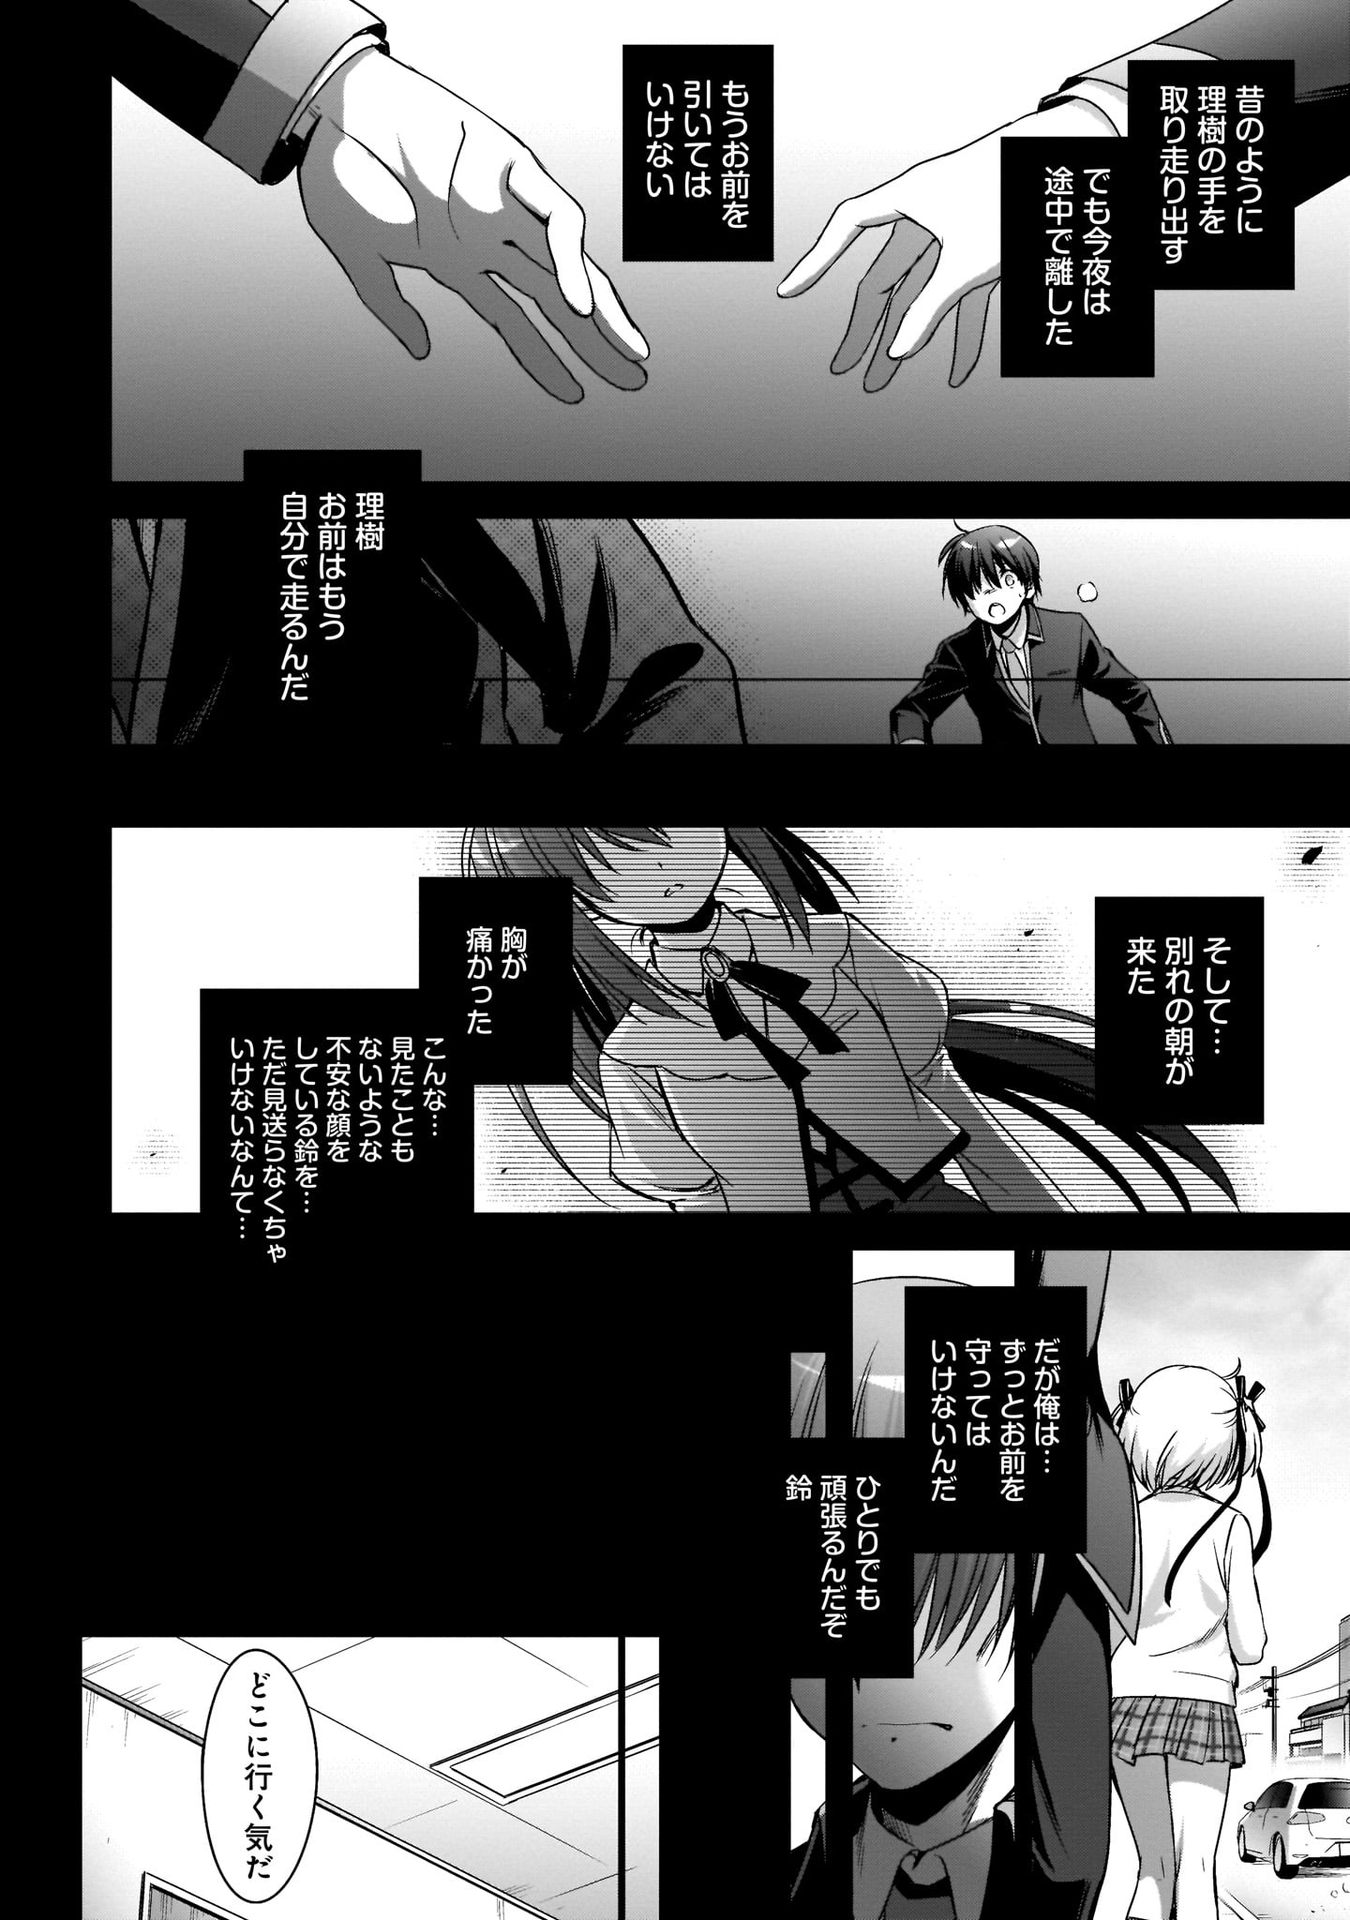 昔のように
理樹の手を
取り走り出す
でも今夜は
途中で離した
もうお前を
引いては
いけない
理樹
お前はもう
自分で走るんだ
そして…
別れの朝が
来た
胸が
痛かった
こんな…
見たことも
ないような
不安な顔を
している鈴を…
ただ見送らなくちゃ
いけないなんて…
だが俺は…
ずっとお前を
守っては
いけないんだ
ひとりでも
頑張るんだぞ
鈴
どこに行く気だ